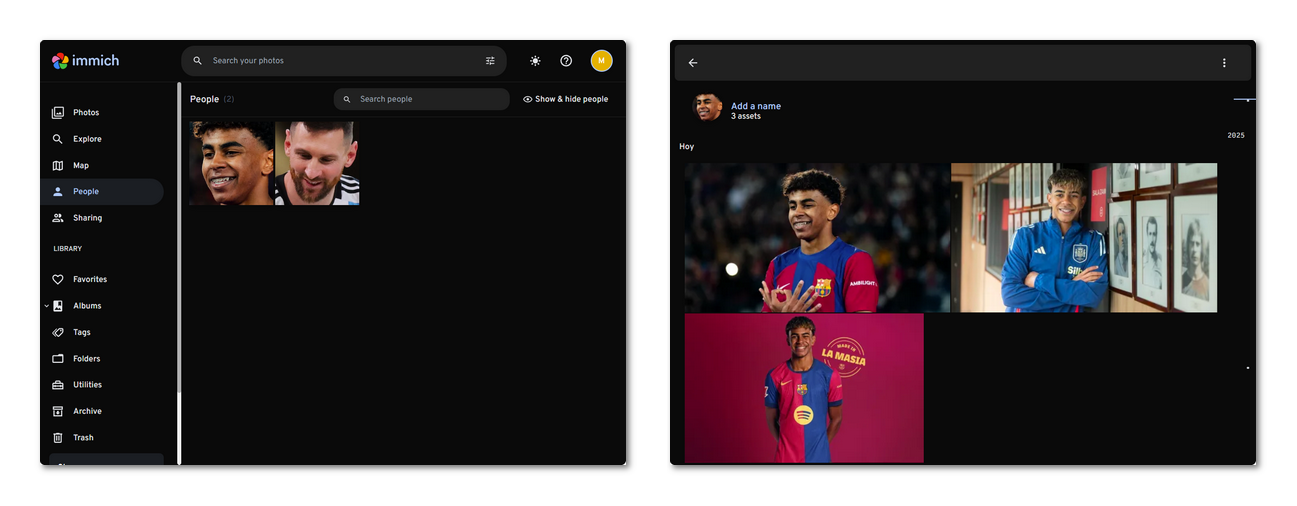 immich
Search your photos
M
People (2)
Search people
Show & hide people
Photos
Explore
Map
People
Sharing
LIBRARY
Favorites
Albums
Tags
Folders
Utilities
Archive
Trash
Add a name
3 assets
2025
Hoy
AMBILIGHT
MADE IN
LA MASIA